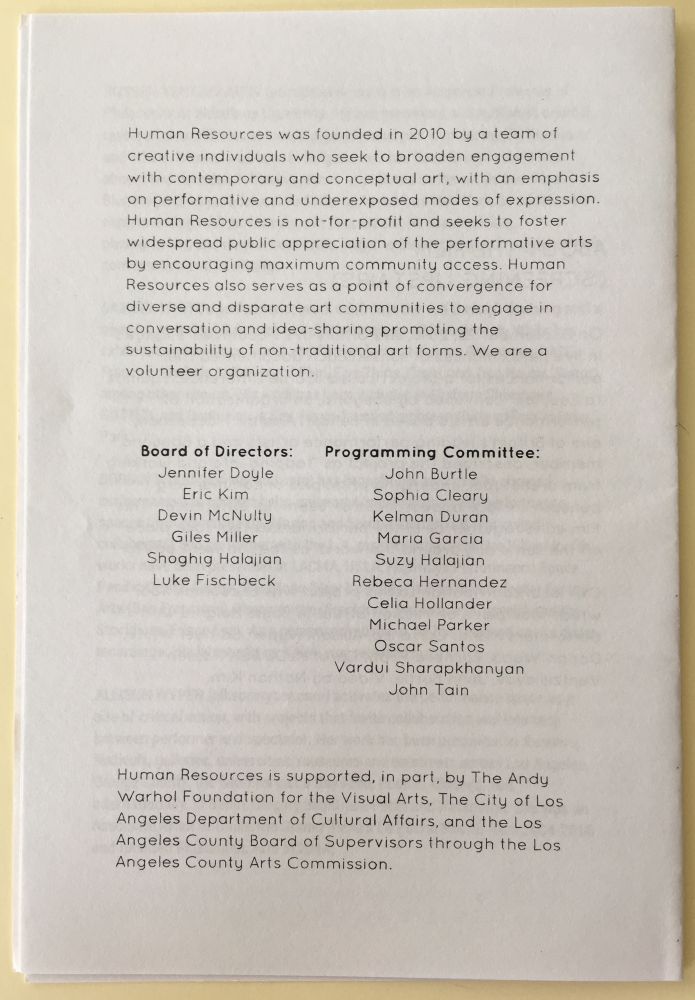 Human Resources was founded in 2010 by a team of
creative individuals who seek to broaden engagement
with contemporary and conceptual art, with an emphasis
on performative and underexposed modes of expression.
Human Resources is not-for-profit and seeks to foster
widespread public appreciation of the performative arts
by encouraging maximum community access. Human
Resources also serves as a point of convergence for
diverse and disparate art communities to engage in
conversation and idea-sharing promoting the
sustainability of non-traditional art forms. We are a
volunteer organization.
Board of Directors:
Jennifer Doyle
Eric Kim
Devin McNulty
Giles Miller
Shoghig Halajian
Luke Fischbeck
Programming Committee:
John Burtle
Sophia Cleary
Kelman Duran
Maria Garcia
Suzy Halajian
Rebeca Hernandez
Celia Hollander
Michael Parker
Oscar Santos
Vardui Sharapkhanyan
John Tain
Human Resources is supported, in part, by The Andy
Warhol Foundation for the Visual Arts, The City of Los
Angeles Department of Cultural Affairs, and the Los
Angeles County Board of Supervisors through the Los
Angeles County Arts Commission.